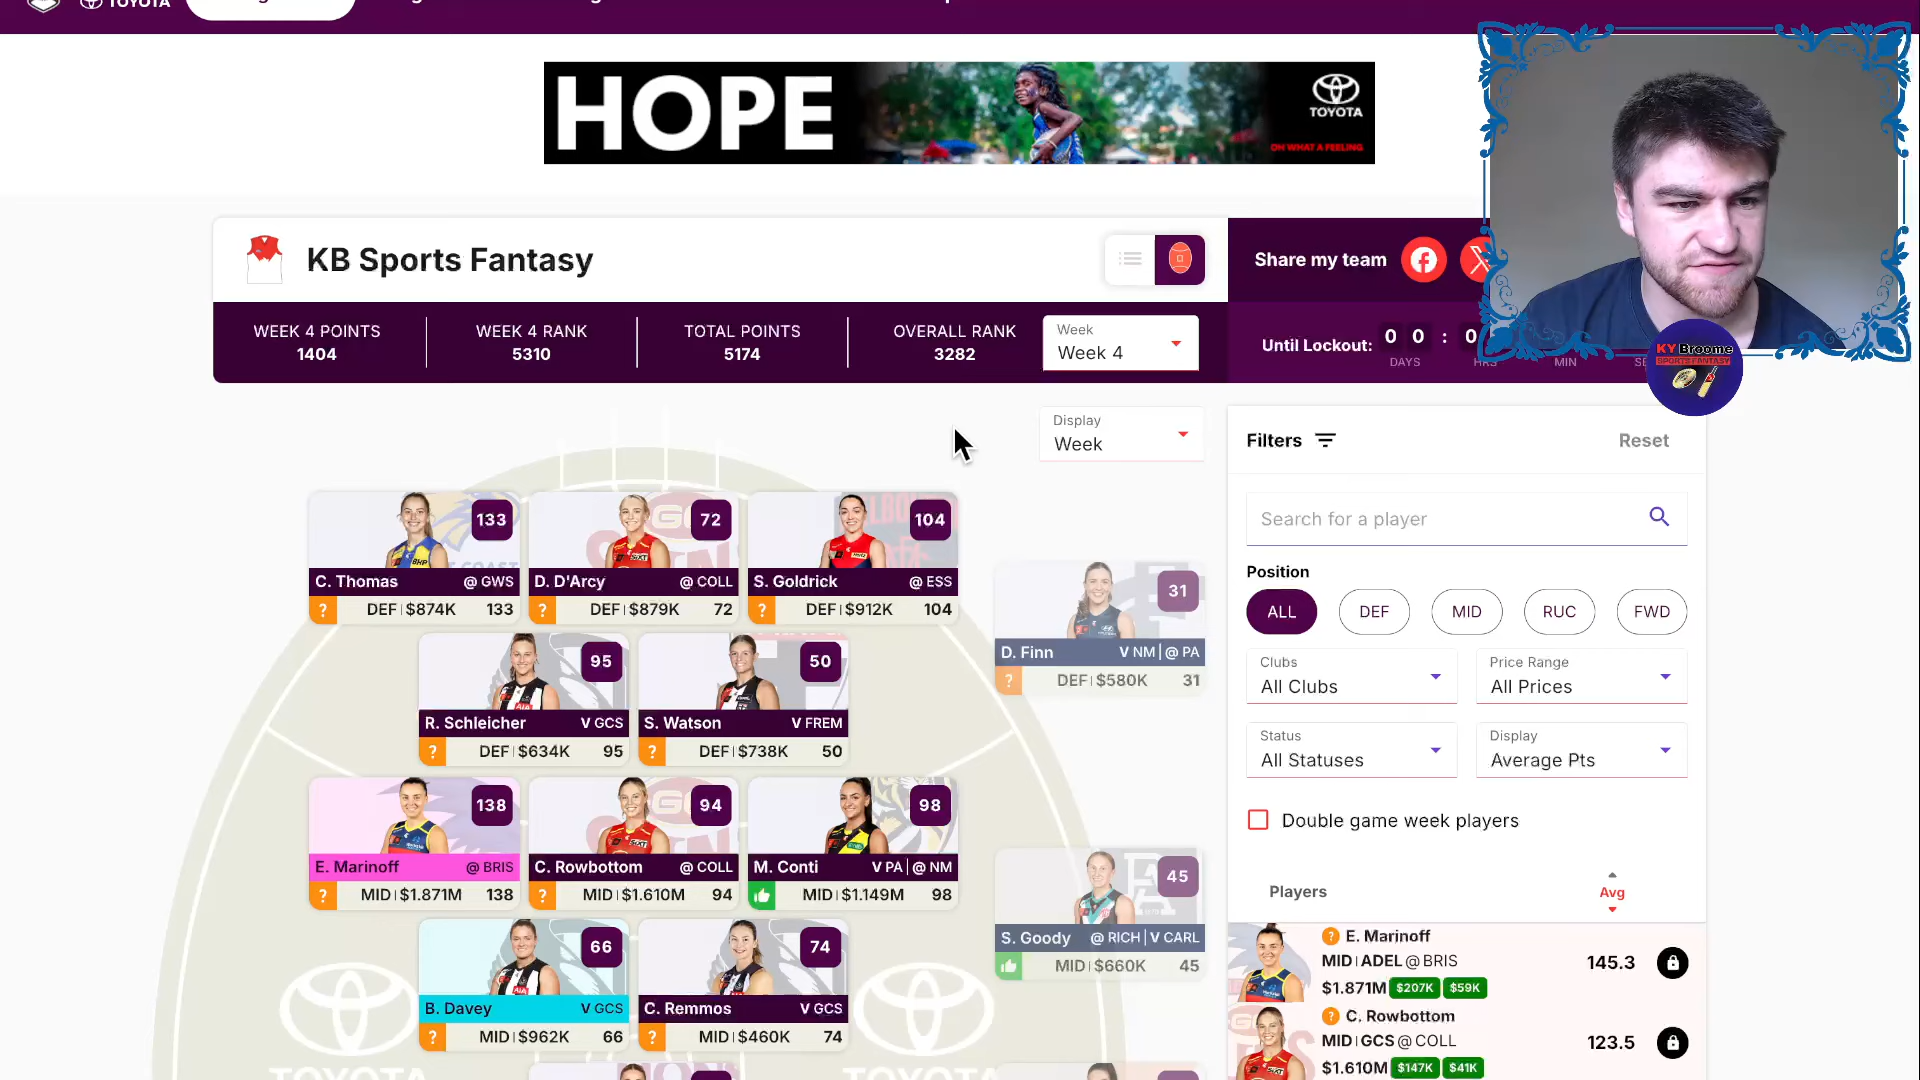 TOYOTA
HOPE
TOYOTA
OH WHAT A FEELING
KB Sports Fantasy
Share my team
WEEK 4 POINTS
1404
WEEK 4 RANK
5310
TOTAL POINTS
5174
OVERALL RANK
3282
Week
Week 4
Until Lockout:
0 0 : 0
DAYS
HRS
MIN
KY Broome
SPORTS FANTASY
Display
Week
Filters
Reset
133
C. Thomas @ GWS
? DEF | $874K 133
72
D. D'Arcy @ COLL
? DEF | $879K 72
104
S. Goldrick @ ESS
? DEF | $912K 104
31
D. Finn V NM | @ PA
? DEF | $580K 31
95
R. Schleicher V GCS
? DEF | $634K 95
50
S. Watson V FREM
? DEF | $738K 50
138
E. Marinoff @ BRIS
? MID | $1.871M 138
94
C. Rowbottom @ COLL
? MID | $1.610M 94
98
M. Conti V PA | @ NM
MID | $1.149M 98
45
S. Goody @ RICH | V CARL
MID | $660K 45
66
B. Davey V GCS
? MID | $962K 66
74
C. Remmos V GCS
? MID | $460K 74
TOYOTA
TOYOTA
Search for a player
Position
ALL DEF MID RUC FWD
Clubs
All Clubs
Price Range
All Prices
Status
All Statuses
Display
Average Pts
Double game week players
Players Avg
? E. Marinoff
MID | ADEL @ BRIS 145.3
$1.871M $207K $59K
? C. Rowbottom
MID | GCS @ COLL 123.5
$1.610M $147K $41K